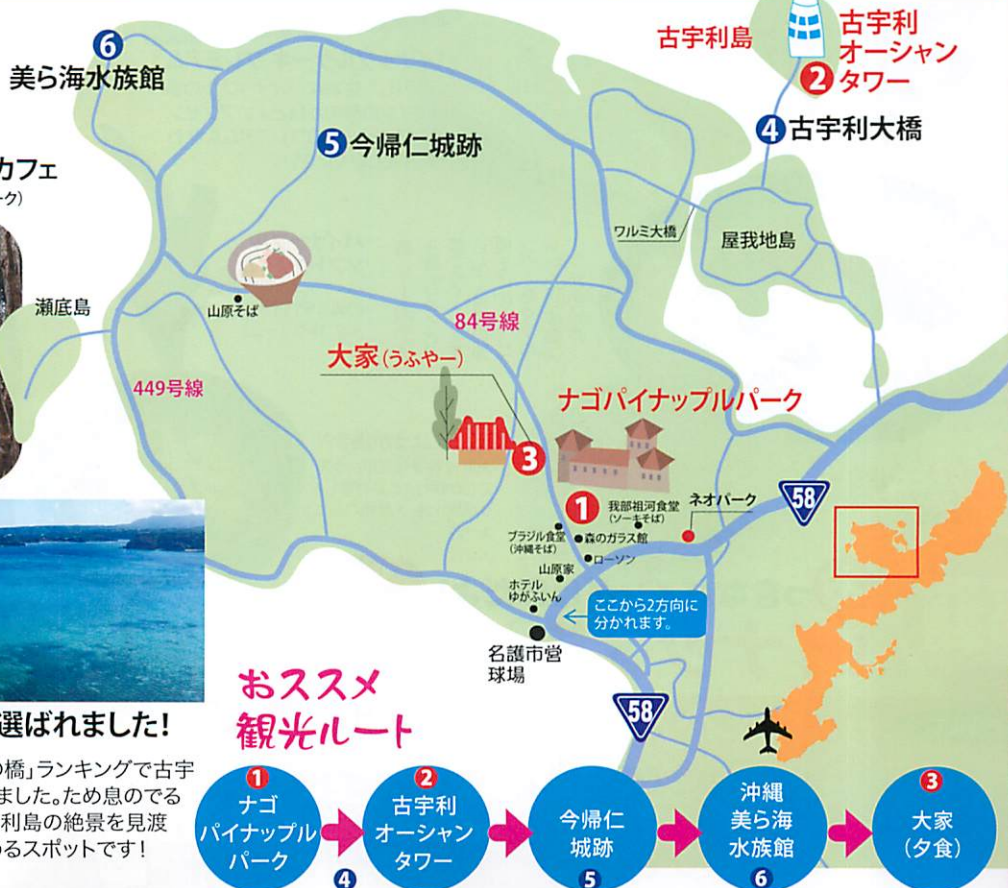 古宇利島
古宇利
オーシャン
タワー
2
6
美ら海水族館
5 今帰仁城跡
4 古宇利大橋
カフェ
ーク)
ワルミ大橋
屋我地島
瀬底島
山原そば
84号線
449号線
大家(うふやー)
ナゴパイナップルパーク
3
1
58
我部祖河食堂
(ソーキそば)
ネオパーク
ブラジル食堂
(沖縄そば)
森のガラス館
ローソン
山原家
ホテル
ゆがふいん
ここから2方向に
分かれます。
名護市営
球場
58
選ばれました!
の橋」ランキングで古宇
ました。ため息のでる
利島の絶景を見渡
めるスポットです!
おススメ
観光ルート
1
ナゴ
パイナップル
パーク
4
2
古宇利
オーシャン
タワー
今帰仁
城跡
5
沖縄
美ら海
水族館
6
3
大家
(夕食)